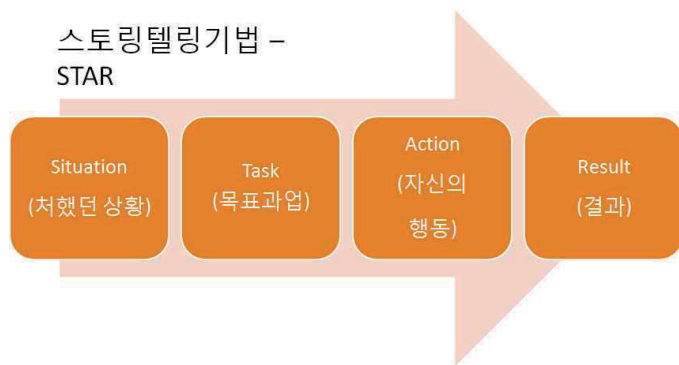 스토링텔링기법 –
STAR
Situation
(처했던 상황)
Task
(목표과업)
Action
(자신의
행동)
Result
(결과)